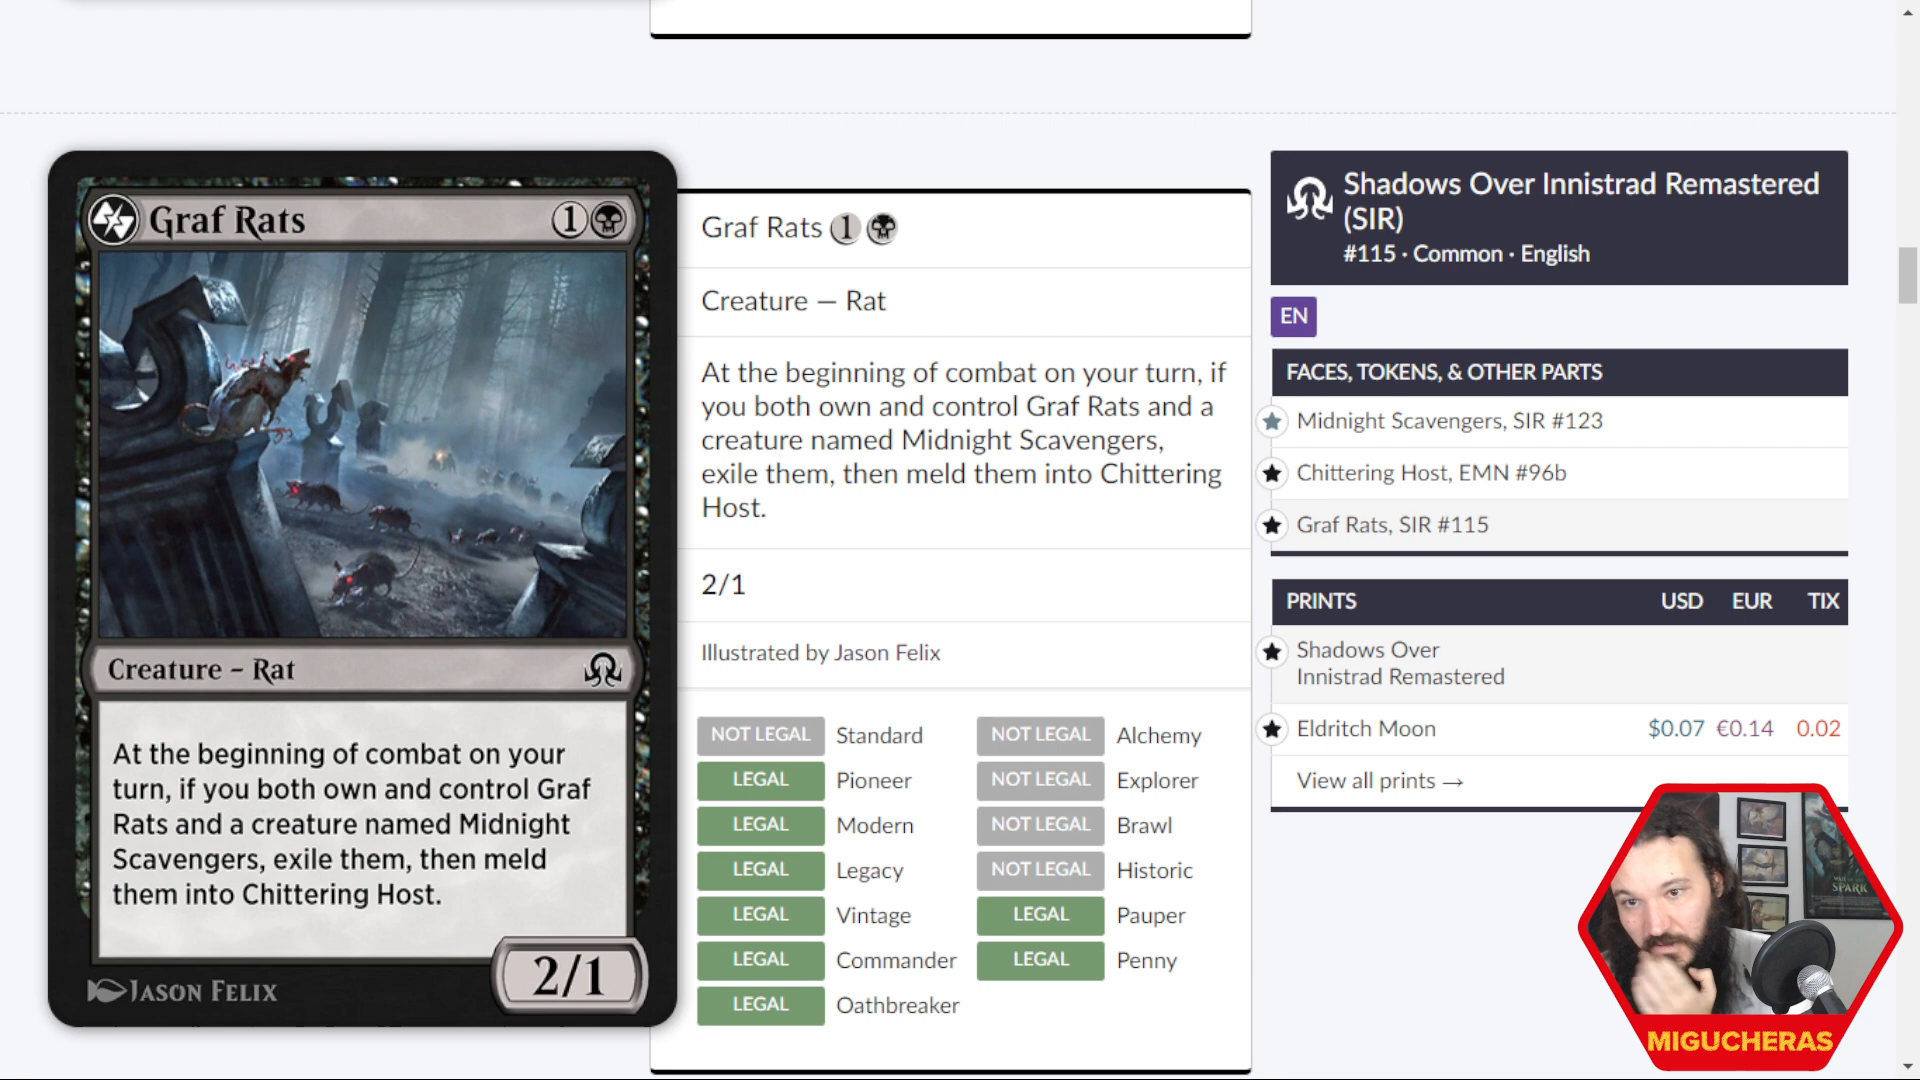 Graf Rats 1
At the beginning of combat on your
turn, if you both own and control Graf
Rats and a creature named Midnight
Scavengers, exile them, then meld
them into Chittering Host.
Creature – Rat
2/1
JASON FELIX
Graf Rats 1
Creature — Rat
At the beginning of combat on your turn, if
you both own and control Graf Rats and a
creature named Midnight Scavengers,
exile them, then meld them into Chittering
Host.
2/1
Illustrated by Jason Felix
NOT LEGAL Standard NOT LEGAL Alchemy
LEGAL Pioneer NOT LEGAL Explorer
LEGAL Modern NOT LEGAL Brawl
LEGAL Legacy NOT LEGAL Historic
LEGAL Vintage LEGAL Pauper
LEGAL Commander LEGAL Penny
LEGAL Oathbreaker
Shadows Over Innistrad Remastered
(SIR)
#115 · Common · English
EN
FACES, TOKENS, & OTHER PARTS
Midnight Scavengers, SIR #123
Chittering Host, EMN #96b
Graf Rats, SIR #115
PRINTS USD EUR TIX
Shadows Over
Innistrad Remastered
Eldritch Moon $0.07 €0.14 0.02
View all prints →
SPARK
MIGUCHERAS